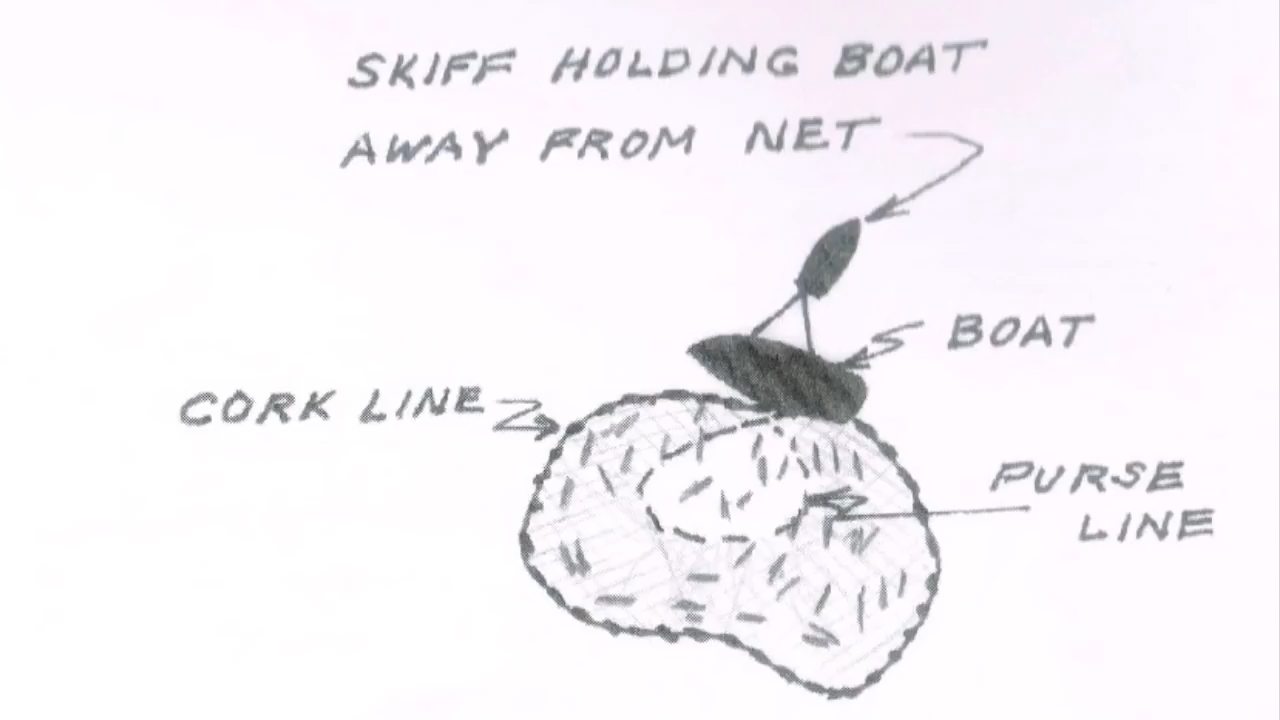 SKIFF HOLDING BOAT
AWAY FROM NET
BOAT
CORK LINE
PURSE
LINE